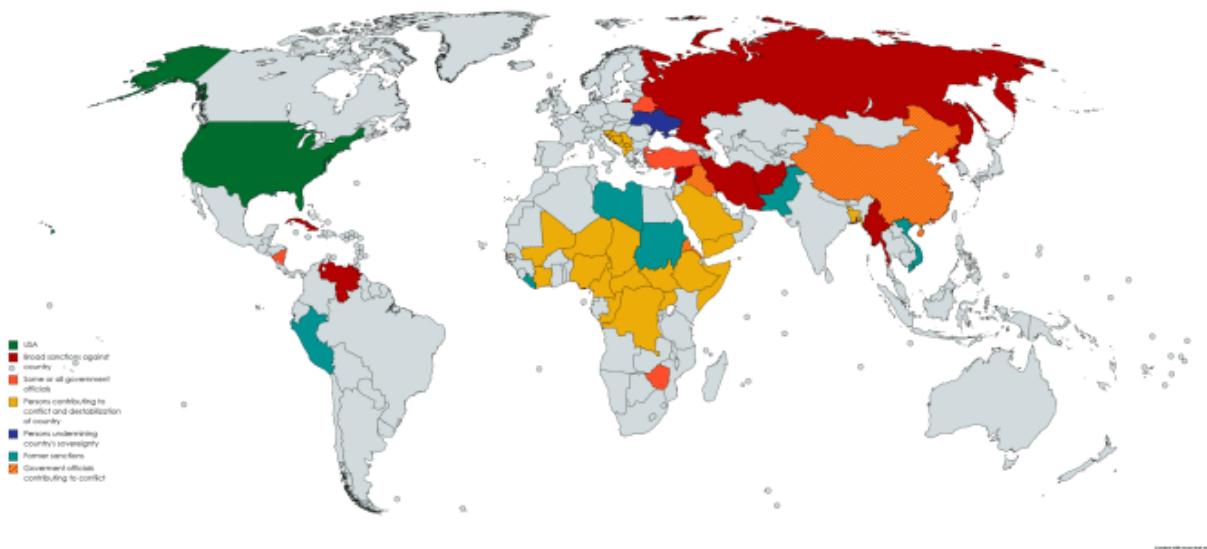 USA
Broad sanctions against
country
Some or all government
officials
Persons contributing to
conflict and destabilization
of country
Persons undermining
country's sovereignty
Former sanctions
Goverment officials
contributing to conflict